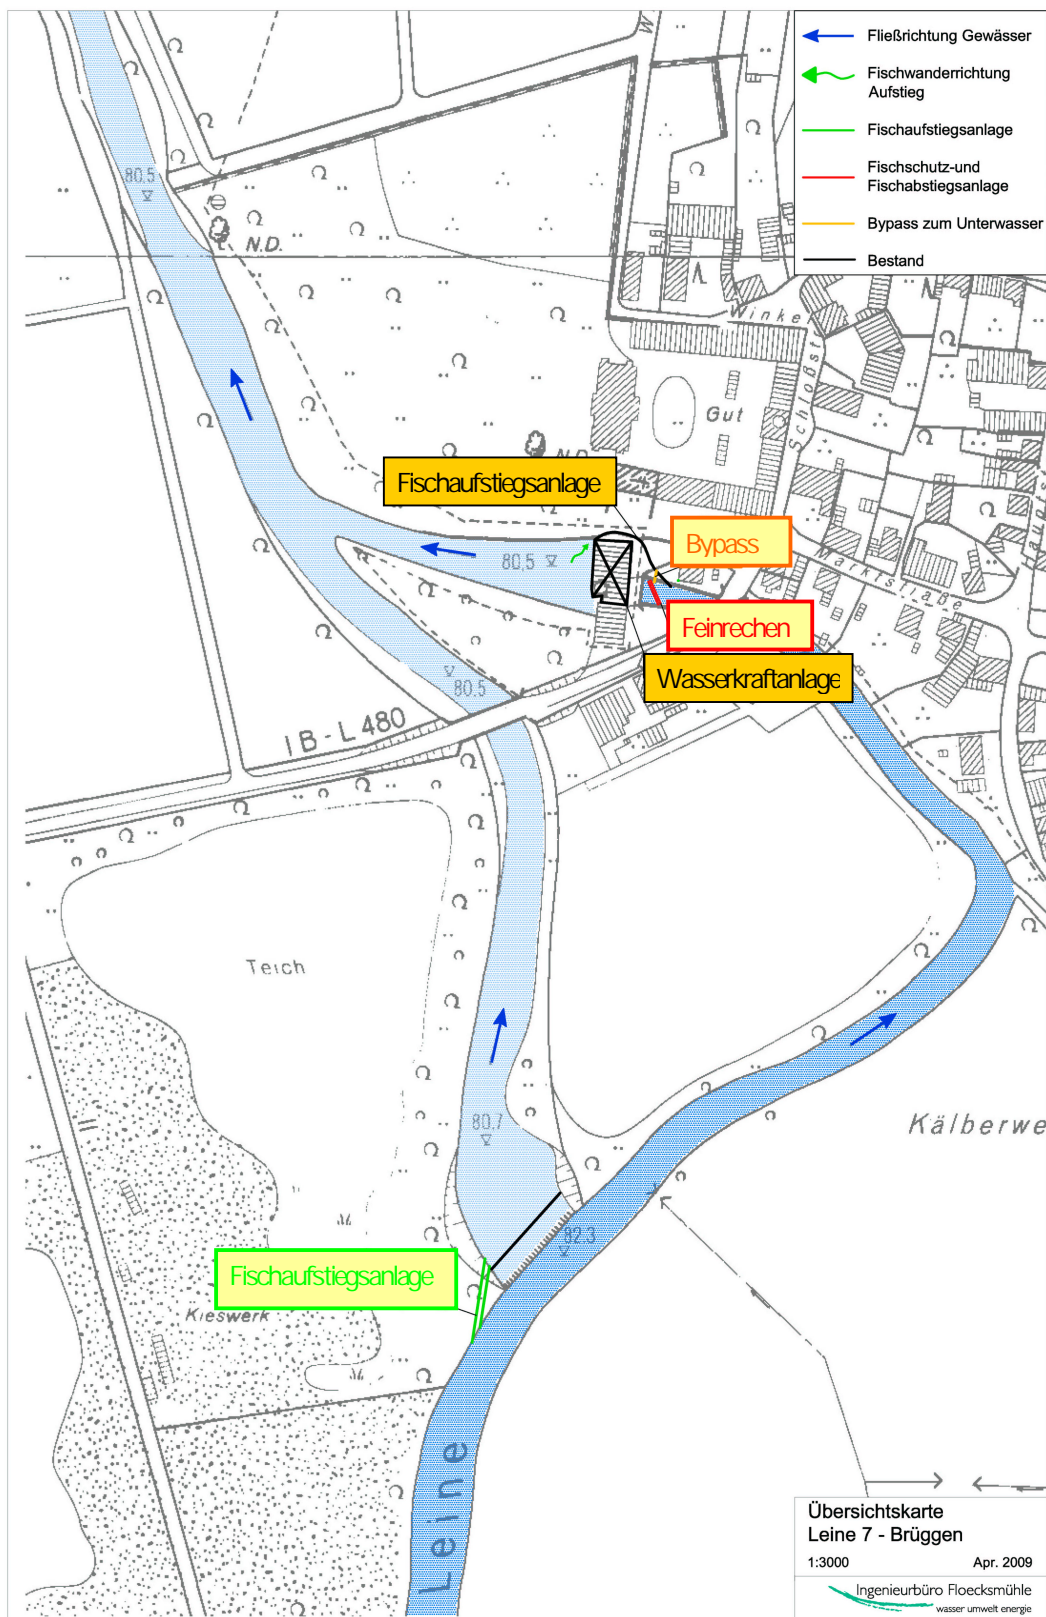 Fließrichtung Gewässer
Fischwanderrichtung
Aufstieg
Fischaufstiegsanlage
Fischschutz-und
Fischabstiegsanlage
Bypass zum Unterwasser
Bestand
W
80,5
N.D.
Winkel
Schloßst
Gut
N.D.
Fischaufstiegsanlage
Bypass
80,5
Marktstraße
Feinrechen
Wasserkraftanlage
80,5
IB-L480
Teich
80,7
Kälberwe
82,3
Fischaufstiegsanlage
Kieswerk
Leine
Übersichtskarte
Leine 7 - Brüggen
1:3000 Apr. 2009
Ingenieurbüro Floecksmühle
wasser umwelt energie